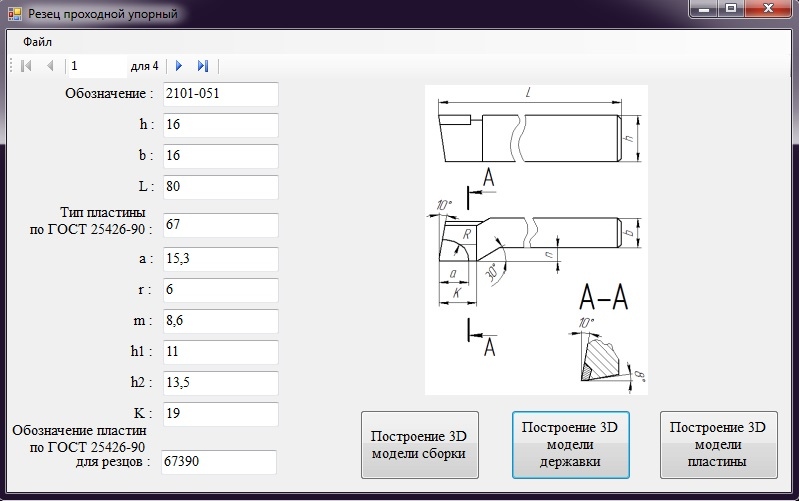 Резец проходной упорный
Файл
1 для 4
Обозначение : 2101-051
h : 16
b : 16
L : 80
Тип пластины
по ГОСТ 25426-90 : 67
a : 15,3
r : 6
m : 8,6
h1 : 11
h2 : 13,5
K : 19
Обозначение пластин
по ГОСТ 25426-90
для резцов : 67390
L
h
A
10°
R
b
n
a
30°
K
A
A–A
10°
8°
Построение 3D
модели сборки
Построение 3D
модели
державки
Построение 3D
модели
пластины